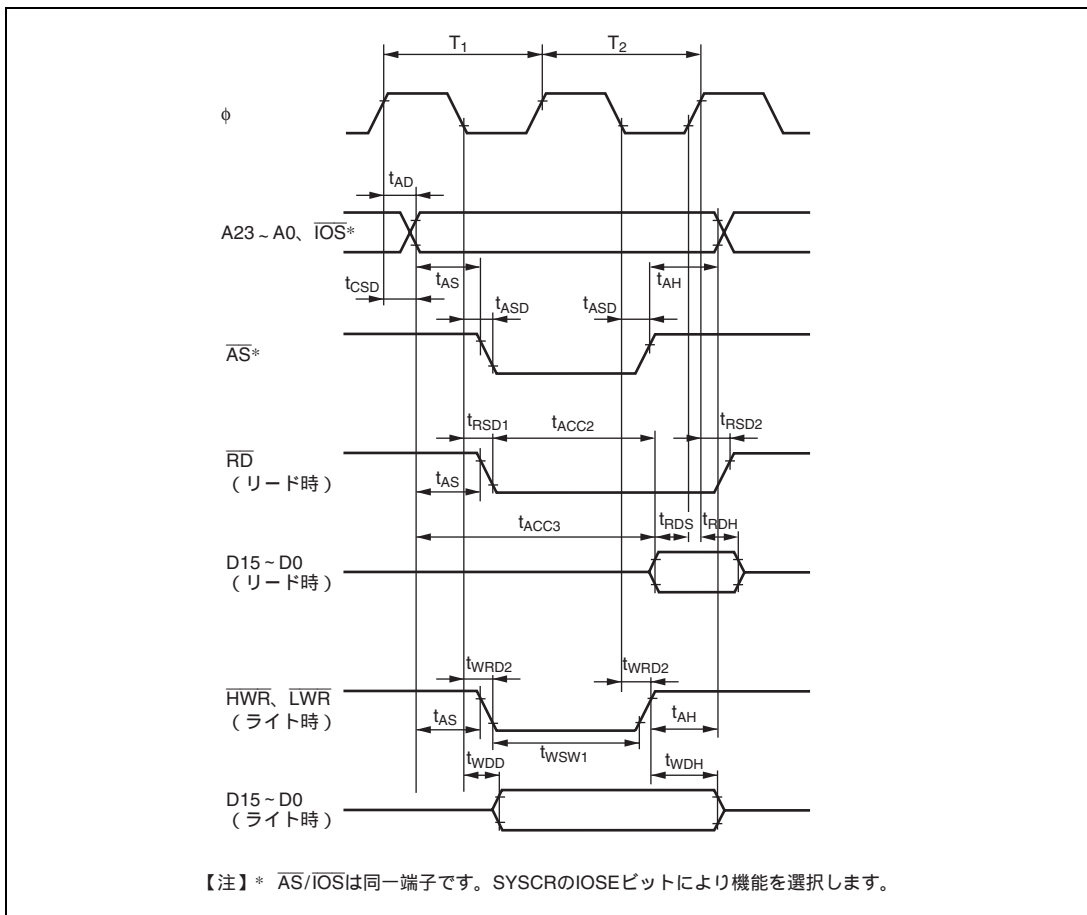 T1 T2
φ
tAD
A23～A0、IOS*
tAS tAH
tCSD
tASD tASD
AS*
tRSD1 tACC2 tRSD2
RD
（リード時）
tAS
tACC3 tRDS tRDH
D15～D0
（リード時）
tWRD2 tWRD2
HWR、LWR
（ライト時）
tAS tAH
tWSW1
tWDD tWDH
D15～D0
（ライト時）
【注】* AS/IOSは同一端子です。SYSCRのIOSEビットにより機能を選択します。